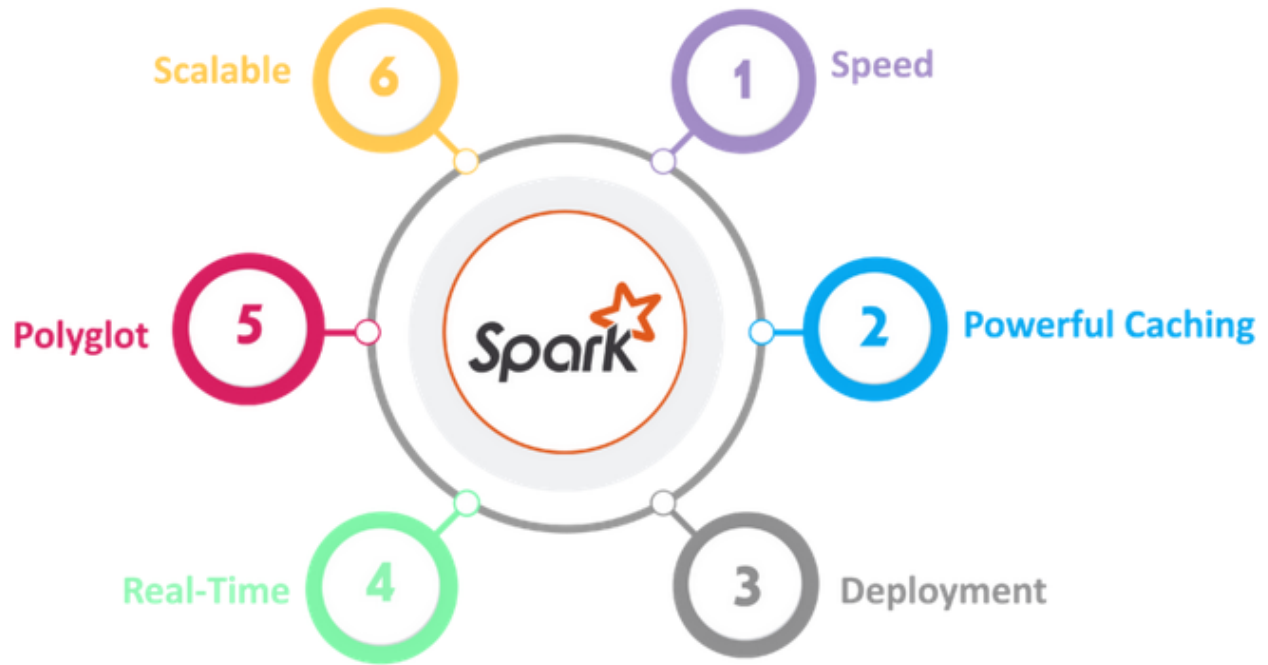 1
Speed
2
Powerful Caching
3
Deployment
4
Real-Time
5
Polyglot
6
Scalable
Spark